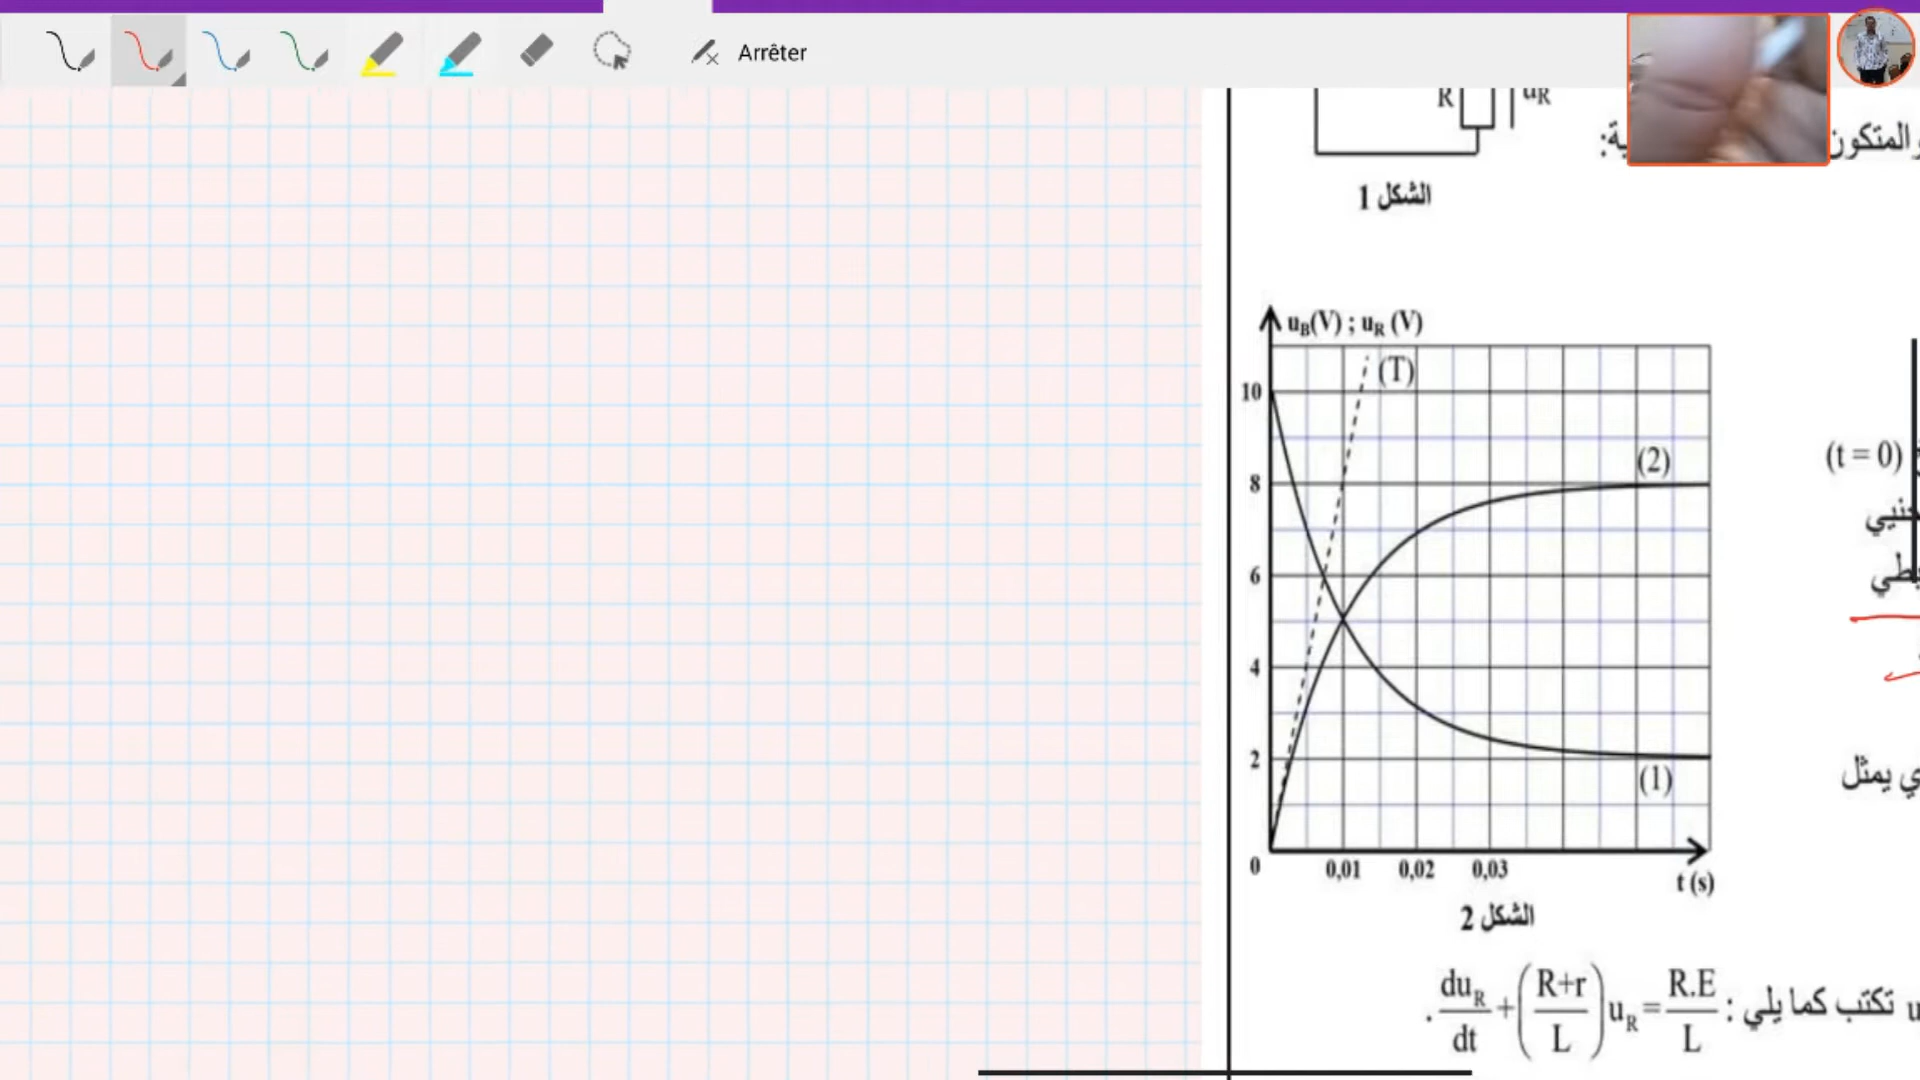 Arrêter
R
uR
والمتكون
ية:
الشكل 1
uB(V) ; uR (V)
(T)
10
(2)
8
(t = 0)
6
4
2
(1)
ي يمثل
0
0,01
0,02
0,03
t (s)
الشكل 2
تكتب كما يلي : duR/dt + (R+r/L) uR = R.E/L .